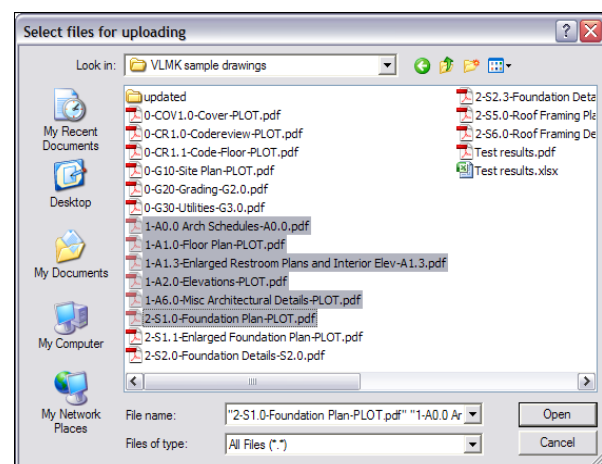 Select files for uploading
Look in: VLMK sample drawings
My Recent Documents
Desktop
My Documents
My Computer
My Network Places
updated
0-COV1.0-Cover-PLOT.pdf
0-CR1.0-Codereview-PLOT.pdf
0-CR1.1-Code-Floor-PLOT.pdf
0-G10-Site Plan-PLOT.pdf
0-G20-Grading-G2.0.pdf
0-G30-Utilities-G3.0.pdf
1-A0.0 Arch Schedules-A0.0.pdf
1-A1.0-Floor Plan-PLOT.pdf
1-A1.3-Enlarged Restroom Plans and Interior Elev-A1.3.pdf
1-A2.0-Elevations-PLOT.pdf
1-A6.0-Misc Architectural Details-PLOT.pdf
2-S1.0-Foundation Plan-PLOT.pdf
2-S1.1-Enlarged Foundation Plan-PLOT.pdf
2-S2.0-Foundation Details-S2.0.pdf
2-S2.3-Foundation Deta
2-S5.0-Roof Framing Pla
2-S6.0-Roof Framing De
Test results.pdf
Test results.xlsx
File name: "2-S1.0-Foundation Plan-PLOT.pdf" "1-A0.0 Ar
Open
Files of type: All Files (*.*)
Cancel